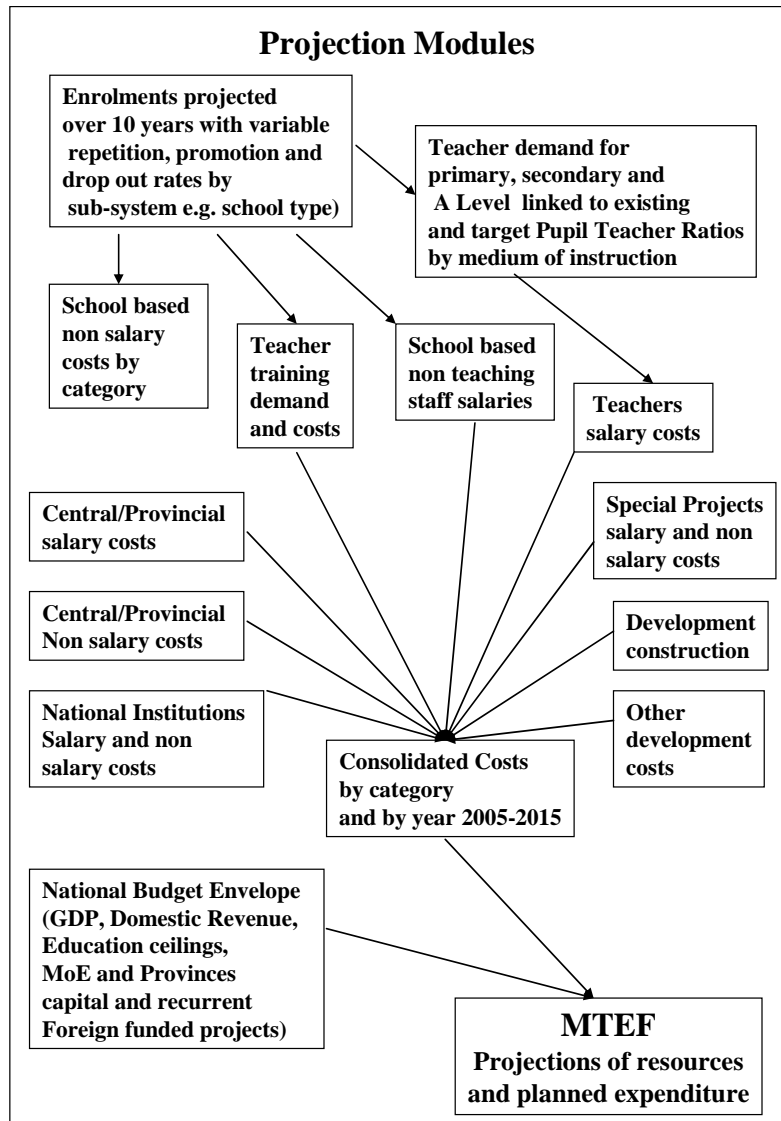 Projection Modules
Enrolments projected
over 10 years with variable
repetition, promotion and
drop out rates by
sub-system e.g. school type)
Teacher demand for
primary, secondary and
A Level linked to existing
and target Pupil Teacher Ratios
by medium of instruction
School based
non salary
costs by
category
Teacher
training
demand
and costs
School based
non teaching
staff salaries
Teachers
salary costs
Central/Provincial
salary costs
Special Projects
salary and non
salary costs
Central/Provincial
Non salary costs
Development
construction
National Institutions
Salary and non
salary costs
Other
development
costs
Consolidated Costs
by category
and by year 2005-2015
National Budget Envelope
(GDP, Domestic Revenue,
Education ceilings,
MoE and Provinces
capital and recurrent
Foreign funded projects)
MTEF
Projections of resources
and planned expenditure